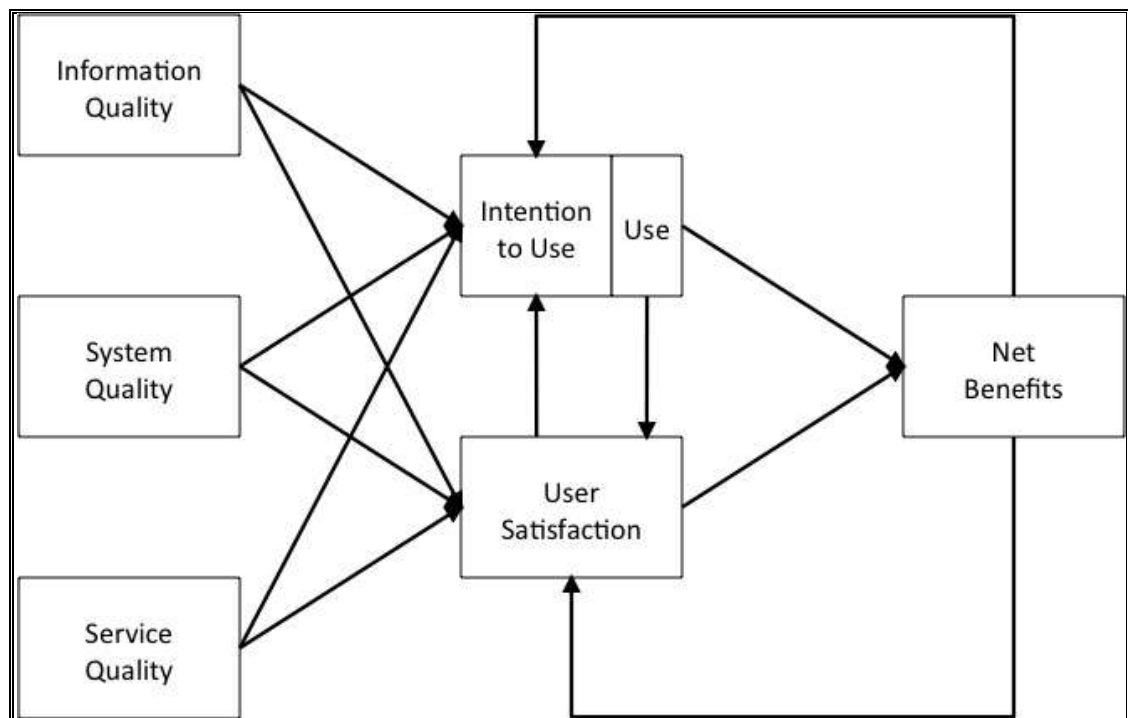 Information
Quality
Intention
to Use
Use
System
Quality
Net
Benefits
User
Satisfaction
Service
Quality